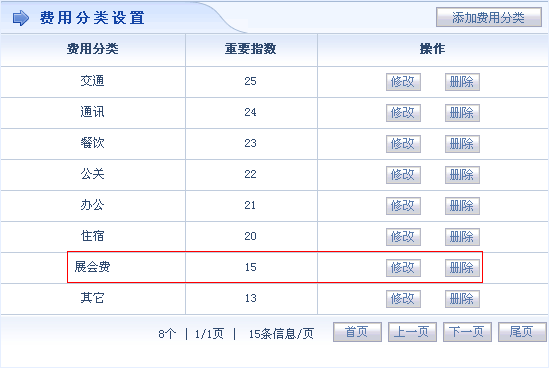 费用分类设置 添加费用分类
费用分类 重要指数 操作
交通 25 修改 删除
通讯 24 修改 删除
餐饮 23 修改 删除
公关 22 修改 删除
办公 21 修改 删除
住宿 20 修改 删除
展会费 15 修改 删除
其它 13 修改 删除
8个 | 1/1页 | 15条信息/页 首页 上一页 下一页 尾页